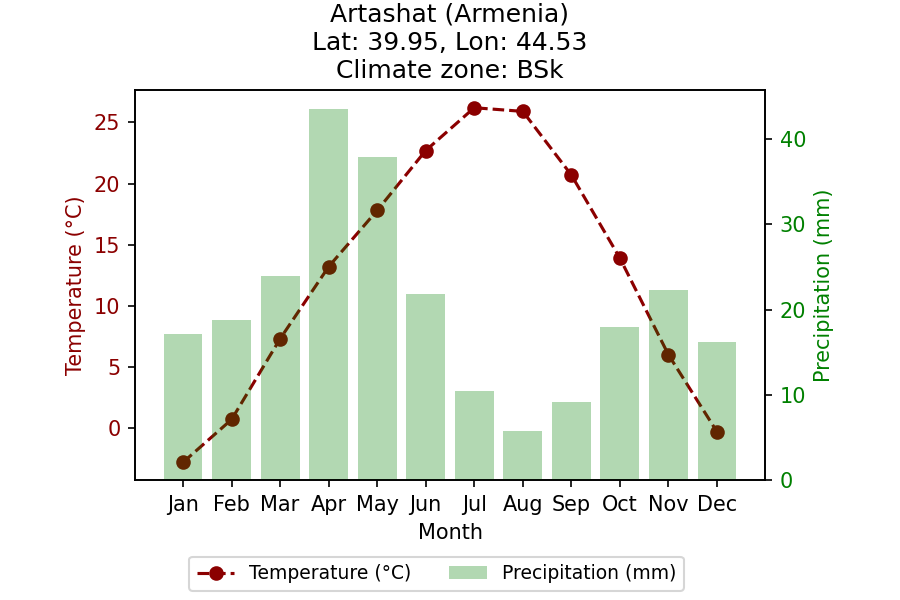 Artashat (Armenia)
Lat: 39.95, Lon: 44.53
Climate zone: BSk
Temperature (°C)
25
20
15
10
5
0
40
30
20
10
0
Precipitation (mm)
Jan Feb Mar Apr May Jun Jul Aug Sep Oct Nov Dec
Month
Temperature (°C) Precipitation (mm)